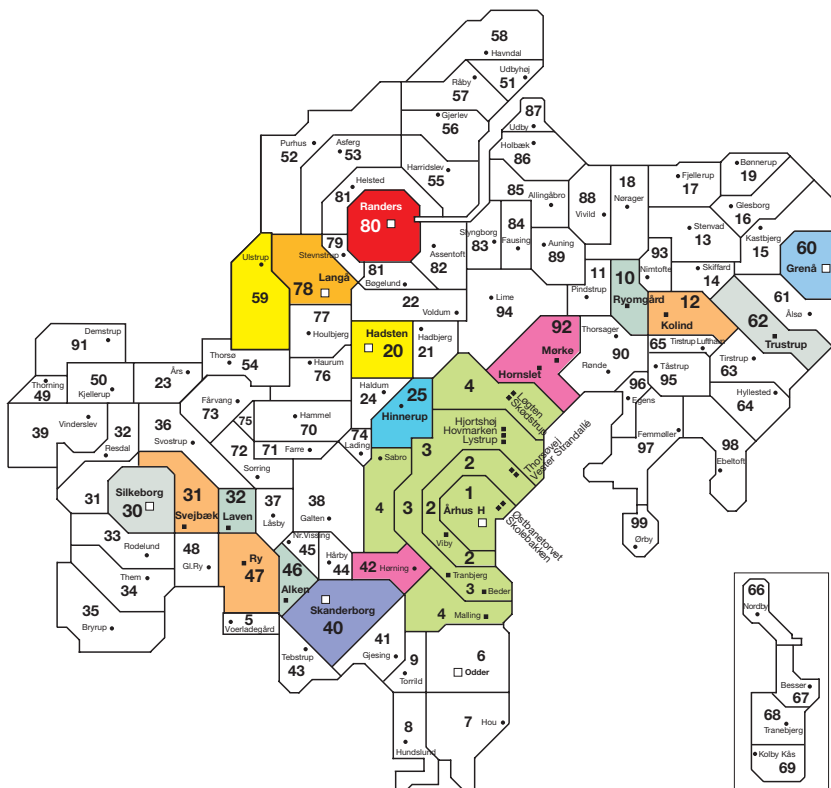 58
Havndal
Råby
57
Udbyhøj
51
Gjerlev
56
87
Udby
Holbæk
86
Purhus
52
Asferg
53
Harridslev
55
Helsted
81
Randers
80
85
Allingåbro
88
Vivild
18
Nørager
Fjellerup
17
Bønnerup
19
Glesborg
16
Stenvad
13
Kastbjerg
15
60
Grenå
Slyngborg
83
84
Fausing
Auning
89
93
Nimtofte
Skiffard
14
61
Ålsø
Ulstrup
59
79
Stevnstrup
Langå
78
81
Bøgelund
Assentoft
82
22
Voldum
Lime
94
11
Pindstrup
10
Ryomgård
12
Kolind
62
Trustrup
77
Houlbjerg
Hadsten
20
Hadbjerg
21
92
Mørke
Hornslet
Thorsager
90
Rønde
65
Tirstrup Lufthavn
Tirstrup
63
Tåstrup
95
Hyllested
64
Demstrup
91
Thorsø
54
Haurum
76
Haldum
24
25
Hinnerup
4
Løgten
Skødstrup
96
Egens
Femmøller
97
98
Ebeltoft
99
Ørby
Thorning
49
50
Kjellerup
Års
23
Fårvang
73
Hammel
70
75
74
Lading
Sabro
3
Hjortshøj
Hovmarken
Lystrup
Thorsøvej
Vester Strandallé
39
Vinderslev
32
Resdal
36
Svostrup
72
71
Farre
Sorring
2
1
Århus H
Østbanetorvet
Skolebakken
31
Silkeborg
30
31
Svejbæk
32
Laven
37
Låsby
38
Galten
4
3
2
Viby
2
33
Rodelund
48
Gl.Ry
Ry
47
Nr.Vissing
45
Hårby
44
46
Alken
42
Hørning
Tranbjerg
3
Beder
4
Malling
Them
34
35
Bryrup
5
Voerladegård
Skanderborg
40
Tebstrup
43
41
Gjesing
9
Torrild
6
Odder
7
Hou
8
Hundslund
66
Nordby
Besser
67
68
Tranebjerg
Kolby Kås
69